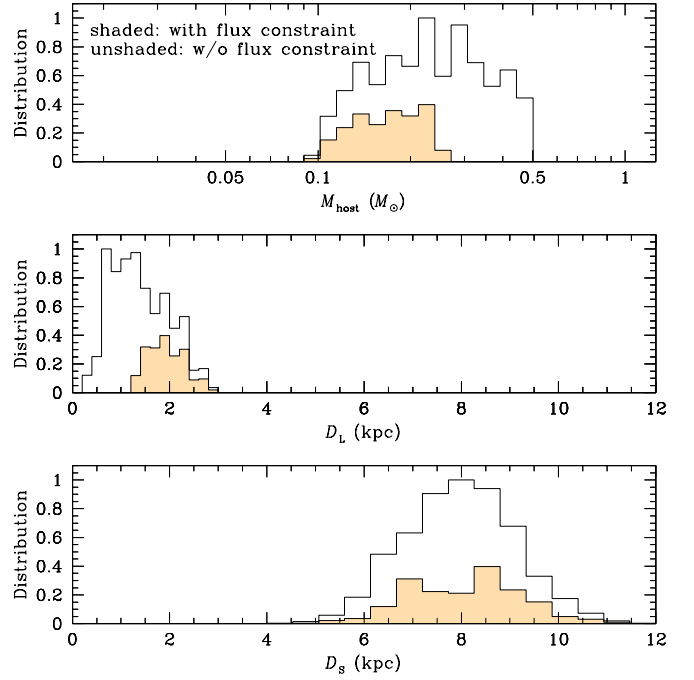 shaded: with flux constraint
unshaded: w/o flux constraint
Distribution
1
0.8
0.6
0.4
0.2
0
0.05 0.1 0.5 1
M_host (M_⊙)
Distribution
1
0.8
0.6
0.4
0.2
0
0 2 4 6 8 10 12
D_L (kpc)
Distribution
1
0.8
0.6
0.4
0.2
0
0 2 4 6 8 10 12
D_S (kpc)